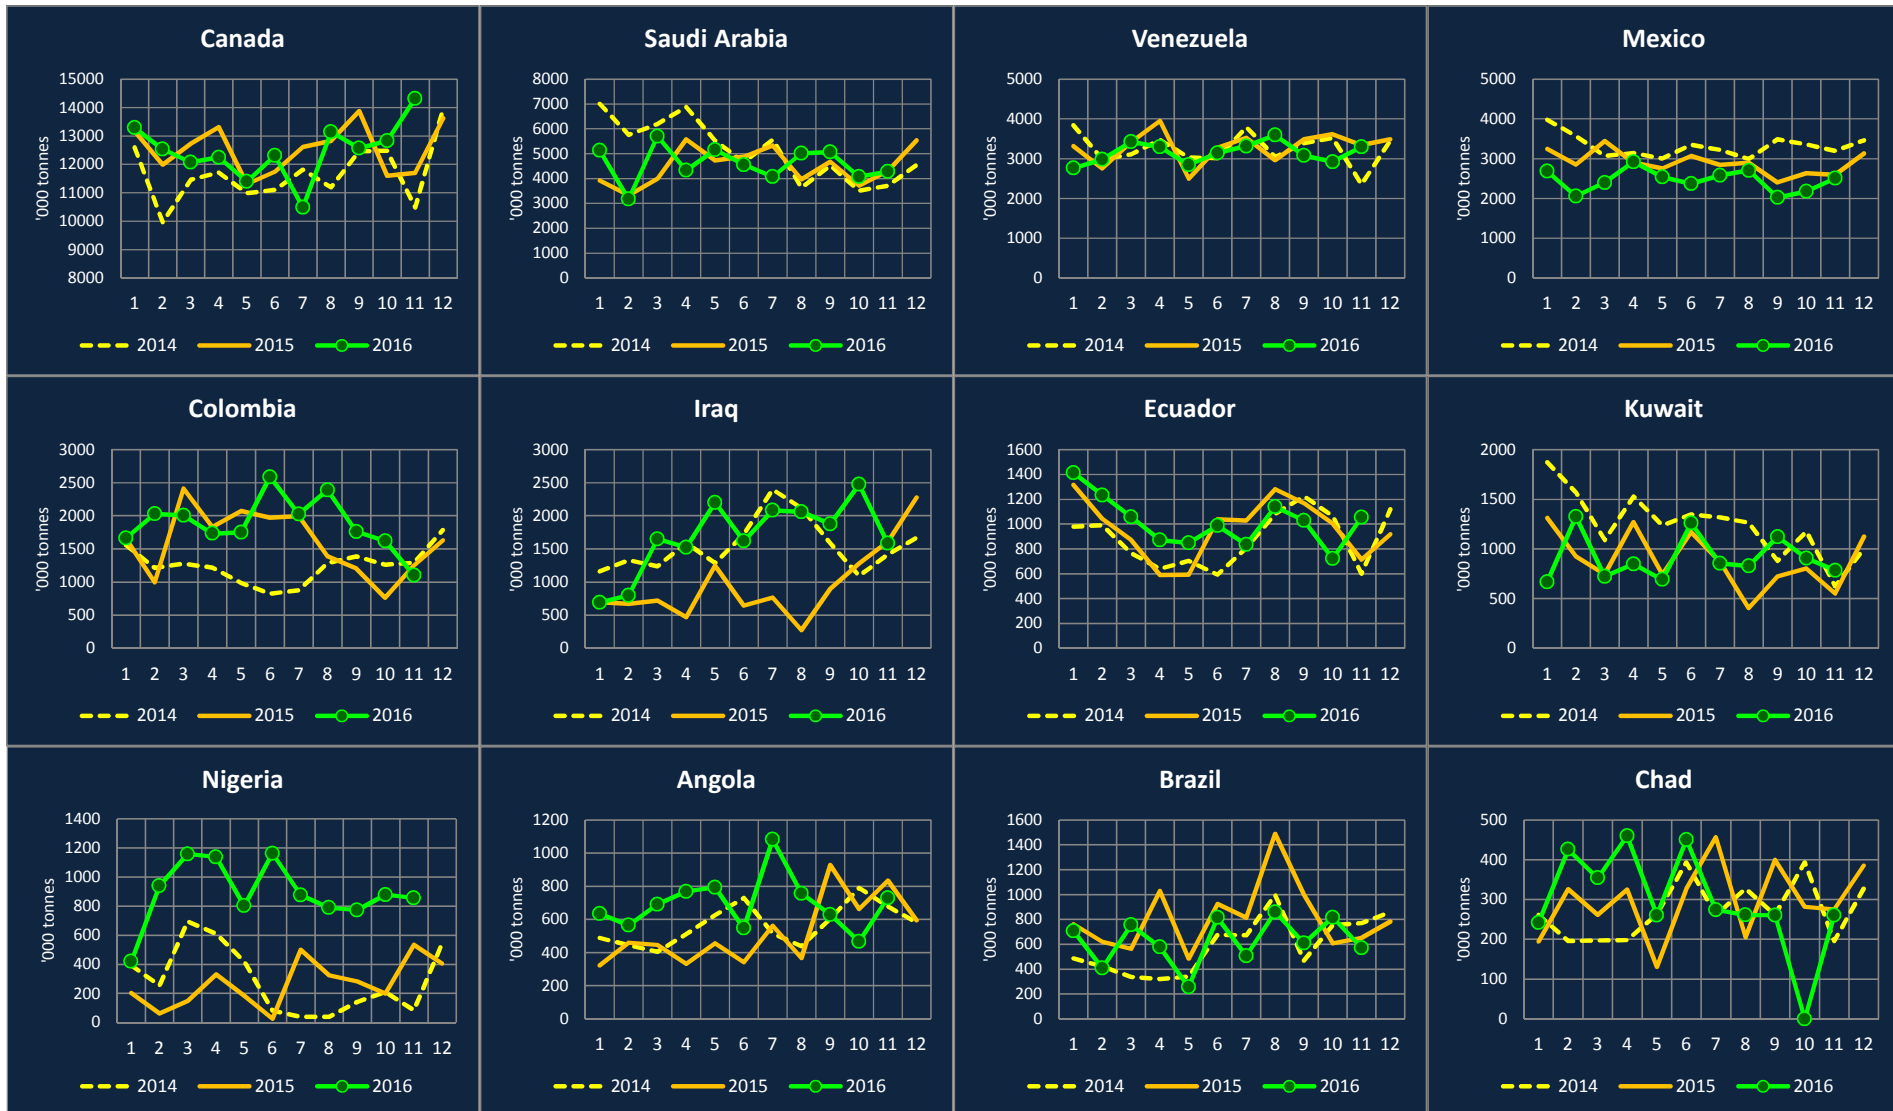 Canada
15000
14000
13000
12000
11000
10000
9000
8000
'000 tonnes
1 2 3 4 5 6 7 8 9 10 11 12
2014 2015 2016
Saudi Arabia
8000
7000
6000
5000
4000
3000
2000
1000
0
'000 tonnes
1 2 3 4 5 6 7 8 9 10 11 12
2014 2015 2016
Venezuela
5000
4000
3000
2000
1000
0
'000 tonnes
1 2 3 4 5 6 7 8 9 10 11 12
2014 2015 2016
Mexico
5000
4000
3000
2000
1000
0
'000 tonnes
1 2 3 4 5 6 7 8 9 10 11 12
2014 2015 2016
Colombia
3000
2500
2000
1500
1000
500
0
'000 tonnes
1 2 3 4 5 6 7 8 9 10 11 12
2014 2015 2016
Iraq
3000
2500
2000
1500
1000
500
0
'000 tonnes
1 2 3 4 5 6 7 8 9 10 11 12
2014 2015 2016
Ecuador
1600
1400
1200
1000
800
600
400
200
0
'000 tonnes
1 2 3 4 5 6 7 8 9 10 11 12
2014 2015 2016
Kuwait
2000
1500
1000
500
0
'000 tonnes
1 2 3 4 5 6 7 8 9 10 11 12
2014 2015 2016
Nigeria
1400
1200
1000
800
600
400
200
0
'000 tonnes
1 2 3 4 5 6 7 8 9 10 11 12
2014 2015 2016
Angola
1200
1000
800
600
400
200
0
'000 tonnes
1 2 3 4 5 6 7 8 9 10 11 12
2014 2015 2016
Brazil
1600
1400
1200
1000
800
600
400
200
0
'000 tonnes
1 2 3 4 5 6 7 8 9 10 11 12
2014 2015 2016
Chad
500
400
300
200
100
0
'000 tonnes
1 2 3 4 5 6 7 8 9 10 11 12
2014 2015 2016